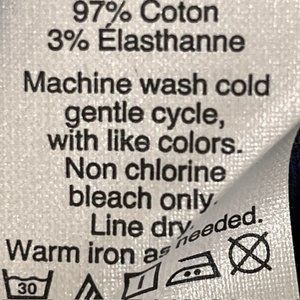 97% Coton
3% Élasthanne
Machine wash cold
gentle cycle,
with like colors.
Non chlorine
bleach only
Line dry
Warm iron as needed.
30